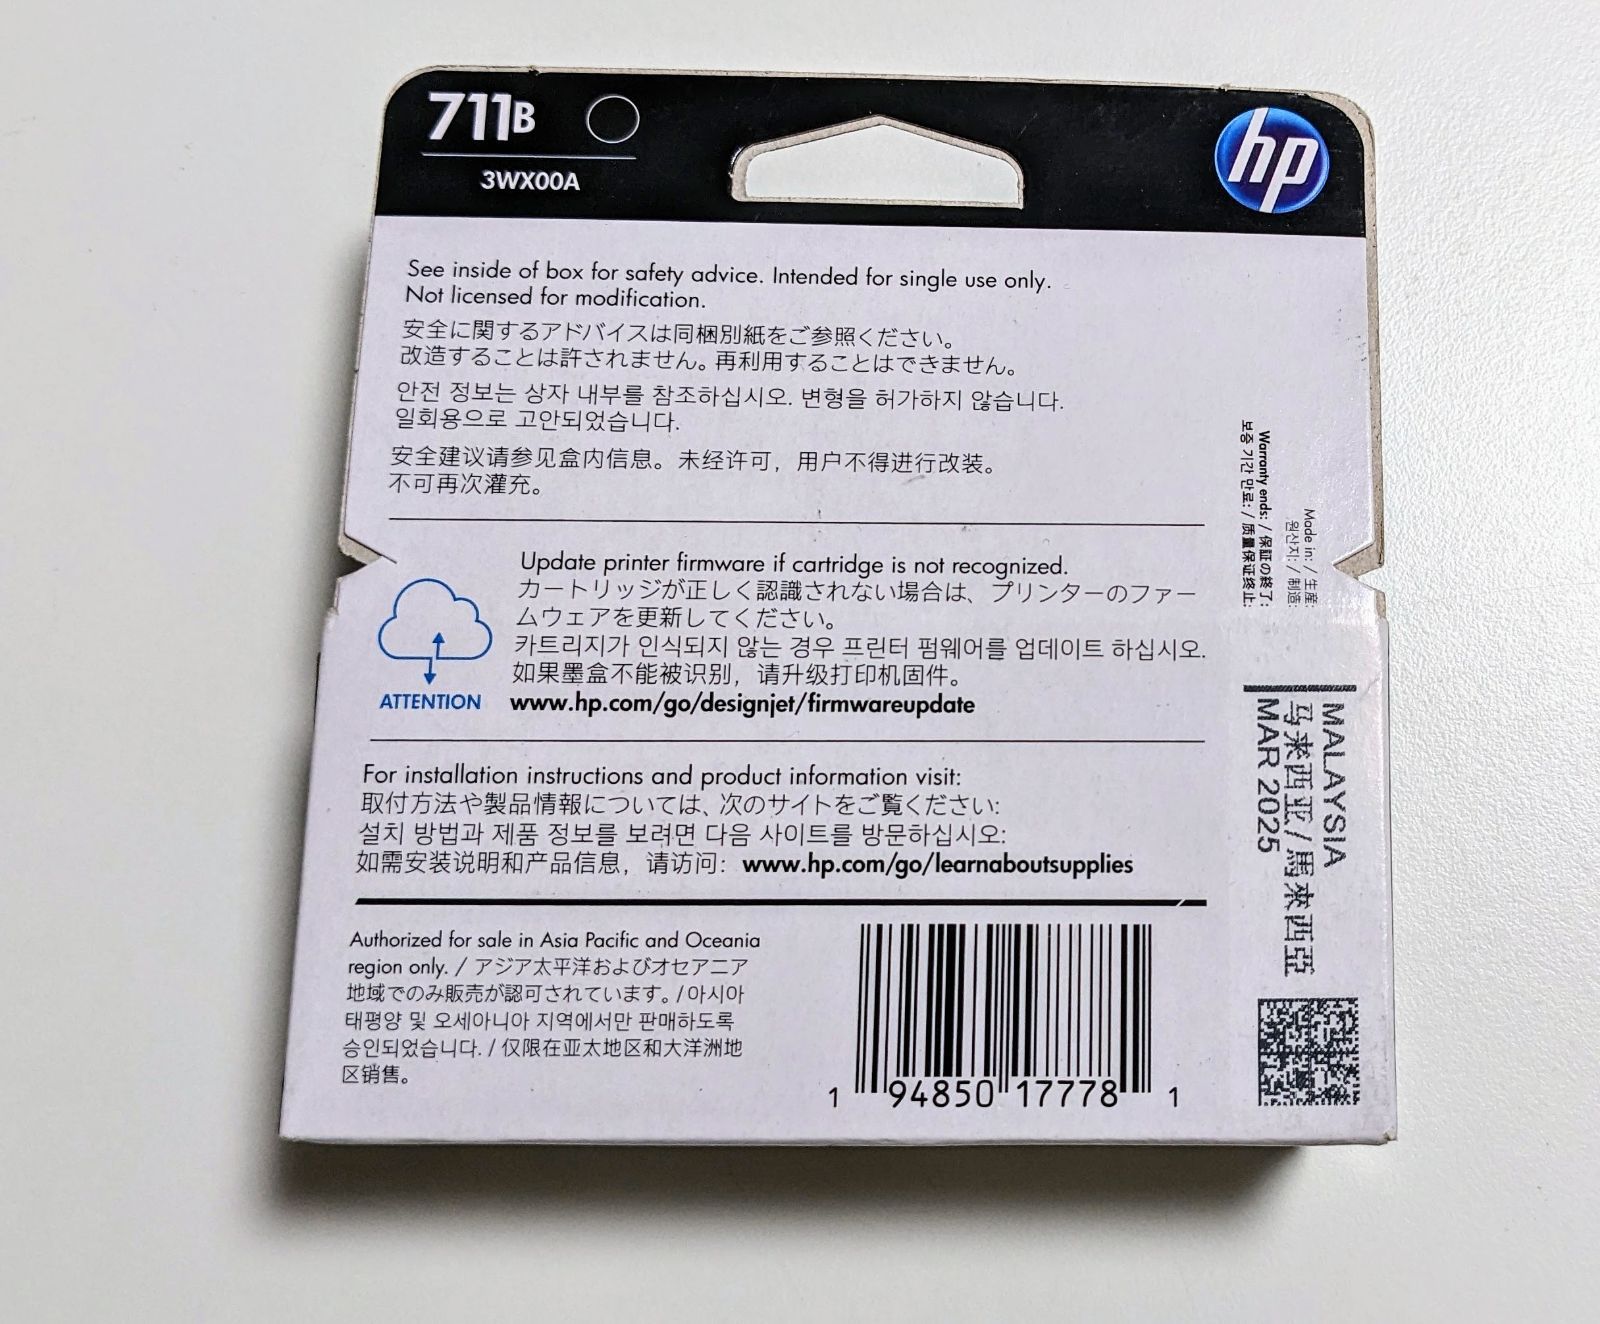 711B
3WX00A
hp
See inside of box for safety advice. Intended for single use only.
Not licensed for modification.
安全に関するアドバイスは同梱別紙をご参照ください。
改造することは許されません。再利用することはできません。
안전 정보는 상자 내부를 참조하십시오. 변형을 허가하지 않습니다.
일회용으로 고안되었습니다.
安全建议请参见盒内信息。未经许可，用户不得进行改装。
不可再次灌充。
Update printer firmware if cartridge is not recognized.
カートリッジが正しく認識されない場合は、プリンターのファー
ムウェアを更新してください。
카트리지가 인식되지 않는 경우 프린터 펌웨어를 업데이트 하십시오.
如果墨盒不能被识别，请升级打印机固件。
ATTENTION
www.hp.com/go/designjet/firmwareupdate
For installation instructions and product information visit:
取付方法や製品情報については、次のサイトをご覧ください:
설치 방법과 제품 정보를 보려면 다음 사이트를 방문하십시오:
如需安装说明和产品信息，请访问：www.hp.com/go/learnaboutsupplies
Authorized for sale in Asia Pacific and Oceania
region only. / アジア太平洋およびオセアニア
地域でのみ販売が認可されています。/ 아시아
태평양 및 오세아니아 지역에서만 판매하도록
승인되었습니다. / 仅限在亚太地区和大洋洲地
区销售。
1 94850 17778 1
Made in: / 生産:
원산지: / 制造:
Warranty ends: / 保証の終了:
보증 기간 만료: / 质量保证终止:
MALAYSIA
马来西亚/馬來西亞
MAR 2025